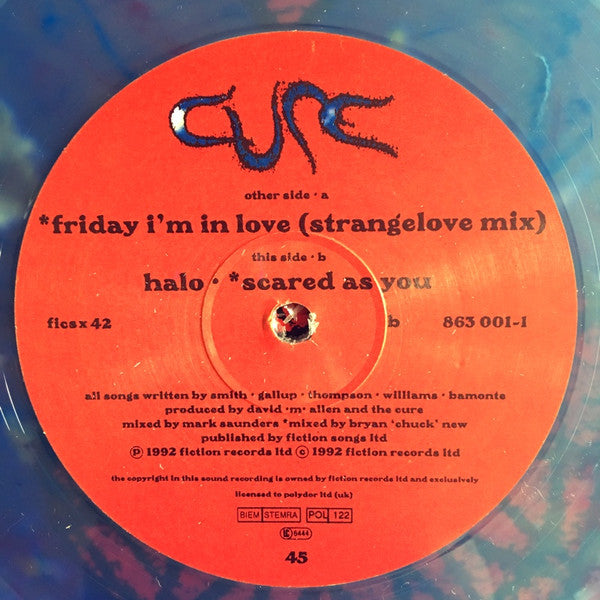 CURE
other side · a
*friday i'm in love (strangelove mix)
this side · b
halo · *scared as you
ficsx 42 b 863 001-1
all songs written by smith · gallup · thompson · williams · bamonte
produced by david ·m· allen and the cure
mixed by mark saunders *mixed by bryan 'chuck' new
published by fiction songs ltd
℗ 1992 fiction records ltd © 1992 fiction records ltd
the copyright in this sound recording is owned by fiction records ltd and exclusively
licensed to polydor ltd (uk)
BIEM STEMRA POL 122
LC 6444
45